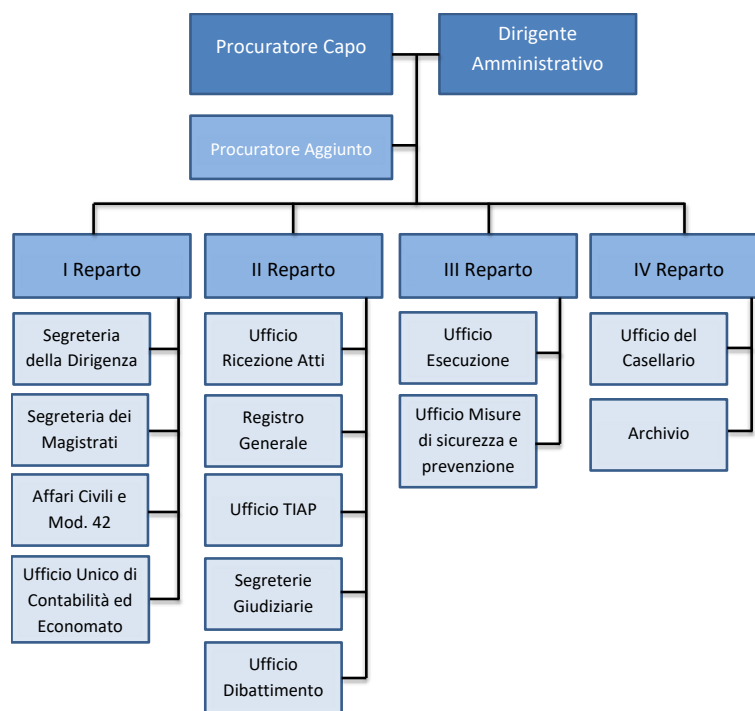 Procuratore Capo
Dirigente
Amministrativo
Procuratore Aggiunto
I Reparto
II Reparto
III Reparto
IV Reparto
Segreteria
della Dirigenza
Segreteria dei
Magistrati
Affari Civili e
Mod. 42
Ufficio Unico di
Contabilità ed
Economato
Ufficio
Ricezione Atti
Registro
Generale
Ufficio TIAP
Segreterie
Giudiziarie
Ufficio
Dibattimento
Ufficio
Esecuzione
Ufficio Misure
di sicurezza e
prevenzione
Ufficio del
Casellario
Archivio